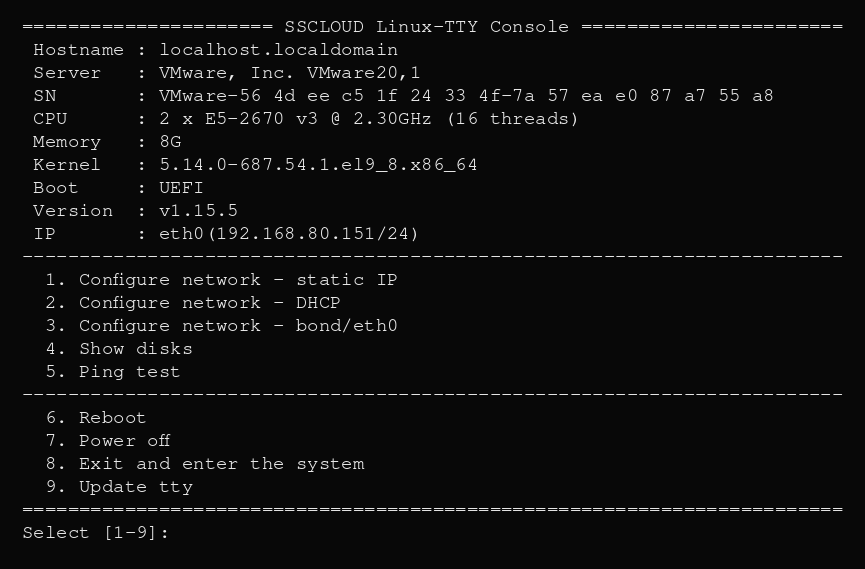 ====================== SSCLOUD Linux-TTY Console =======================
Hostname : localhost.localdomain
Server : VMware, Inc. VMware20,1
SN : VMware-56 4d ee c5 1f 24 33 4f-7a 57 ea e0 87 a7 55 a8
CPU : 2 x E5-2670 v3 @ 2.30GHz (16 threads)
Memory : 8G
Kernel : 5.14.0-687.54.1.el9_8.x86_64
Boot : UEFI
Version : v1.15.5
IP : eth0(192.168.80.151/24)
------------------------------------------------------------------------
1. Configure network - static IP
2. Configure network - DHCP
3. Configure network - bond/eth0
4. Show disks
5. Ping test
------------------------------------------------------------------------
6. Reboot
7. Power off
8. Exit and enter the system
9. Update tty
========================================================================
Select [1-9]: